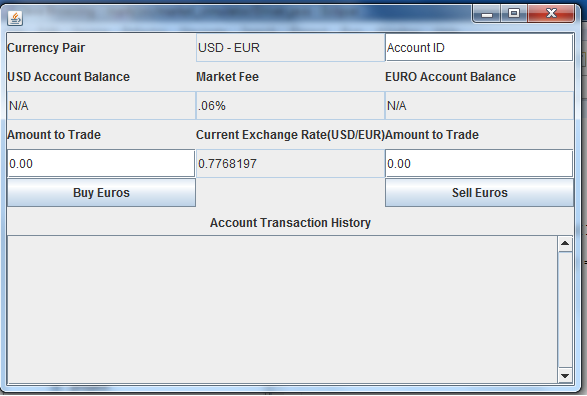 Currency Pair USD - EUR Account ID
USD Account Balance Market Fee EURO Account Balance
N/A .06% N/A
Amount to Trade Current Exchange Rate(USD/EUR) Amount to Trade
0.00 0.7768197 0.00
Buy Euros Sell Euros
Account Transaction History